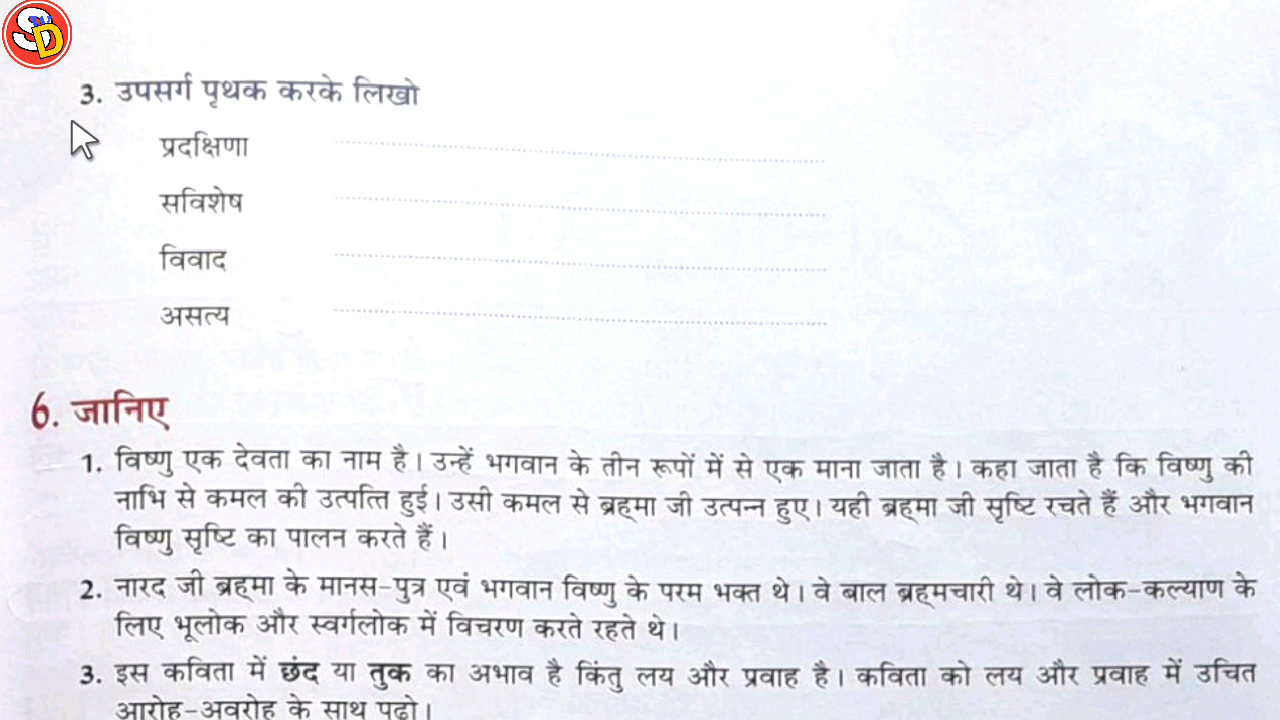 SD
3. उपसर्ग पृथक करके लिखो
प्रदक्षिणा
सविशेष
विवाद
असत्य
6. जानिए
1. विष्णु एक देवता का नाम है। उन्हें भगवान के तीन रूपों में से एक माना जाता है। कहा जाता है कि विष्णु की
नाभि से कमल की उत्पत्ति हुई। उसी कमल से ब्रह्मा जी उत्पन्न हुए। यही ब्रह्मा जी सृष्टि रचते हैं और भगवान
विष्णु सृष्टि का पालन करते हैं।
2. नारद जी ब्रह्मा के मानस-पुत्र एवं भगवान विष्णु के परम भक्त थे। वे बाल ब्रह्मचारी थे। वे लोक-कल्याण के
लिए भूलोक और स्वर्गलोक में विचरण करते रहते थे।
3. इस कविता में छंद या तुक का अभाव है किंतु लय और प्रवाह है। कविता को लय और प्रवाह में उचित
आरोह-अवरोह के साथ पढ़ो।